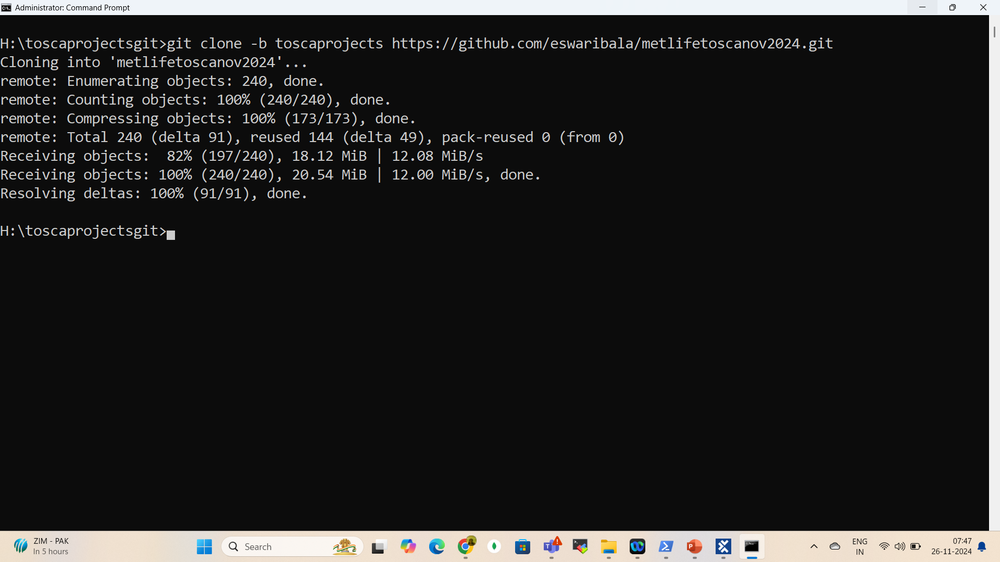 Administrator: Command Prompt
H:\toscaprojectsgit>git clone -b toscaprojects https://github.com/eswaribala/metlifetoscanov2024.git
Cloning into 'metlifetoscanov2024'...
remote: Enumerating objects: 240, done.
remote: Counting objects: 100% (240/240), done.
remote: Compressing objects: 100% (173/173), done.
remote: Total 240 (delta 91), reused 144 (delta 49), pack-reused 0 (from 0)
Receiving objects:  82% (197/240), 18.12 MiB | 12.08 MiB/s
Receiving objects: 100% (240/240), 20.54 MiB | 12.00 MiB/s, done.
Resolving deltas: 100% (91/91), done.
H:\toscaprojectsgit>
ZIM - PAK
In 5 hours
Search
ENG
IN
07:47
26-11-2024